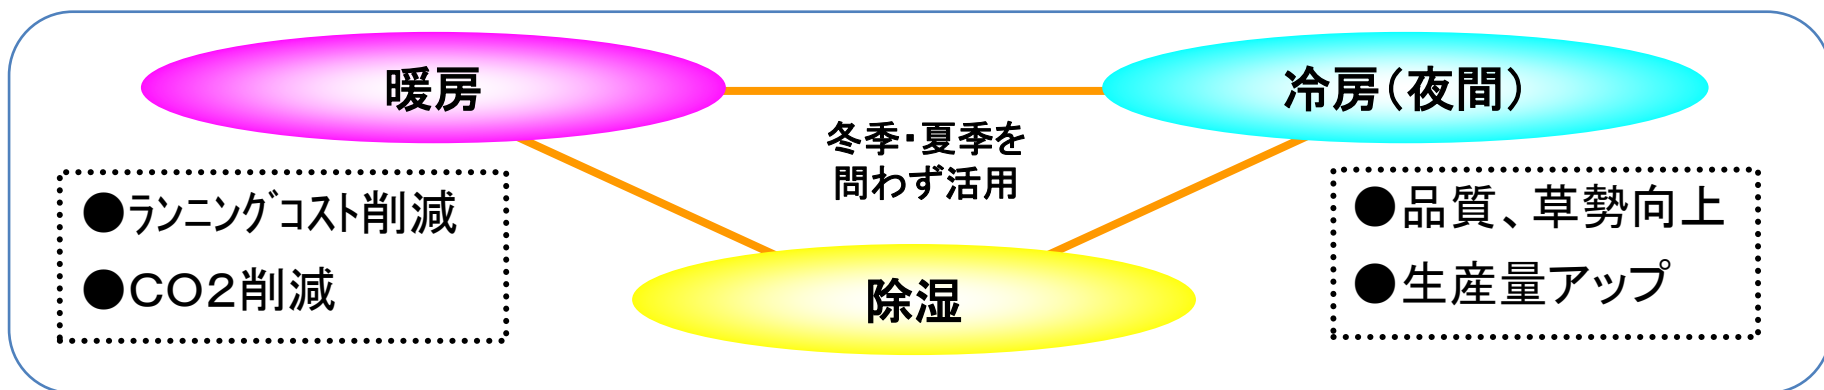 暖房
冷房(夜間)
冬季・夏季を
問わず活用
●ﾗﾝﾆﾝｸﾞｺｽﾄ削減
●CO2削減
●品質、草勢向上
●生産量アップ
除湿